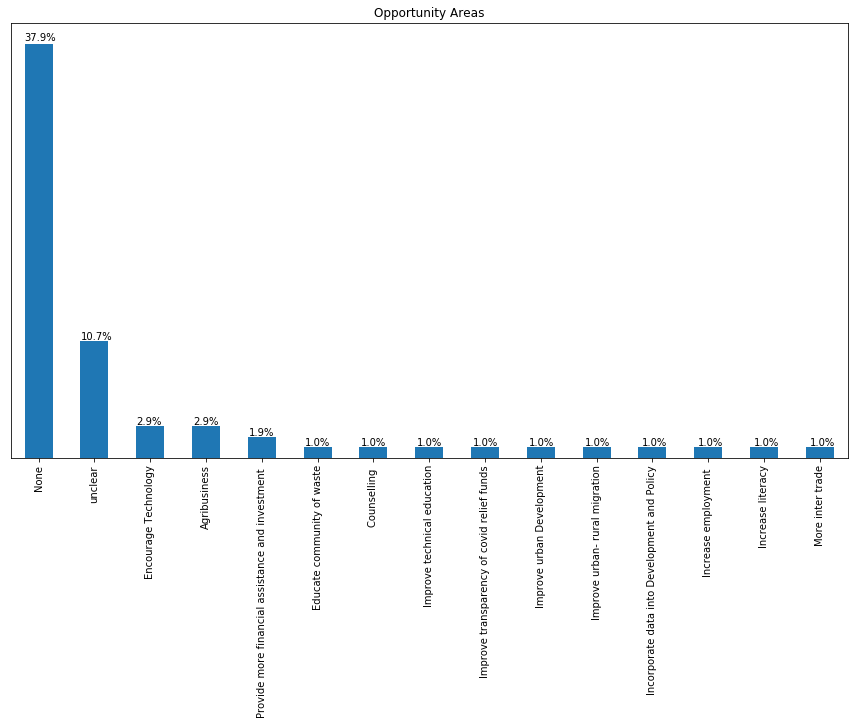 Opportunity Areas
37.9%
10.7%
2.9%
2.9%
1.9%
1.0%
1.0%
1.0%
1.0%
1.0%
1.0%
1.0%
1.0%
1.0%
1.0%
None
unclear
Encourage Technology
Agribusiness
Provide more financial assistance and investment
Educate community of waste
Counselling
Improve technical education
Improve transparency of covid relief funds
Improve urban Development
Improve urban- rural migration
Incorporate data into Development and Policy
Increase employment
Increase literacy
More inter trade